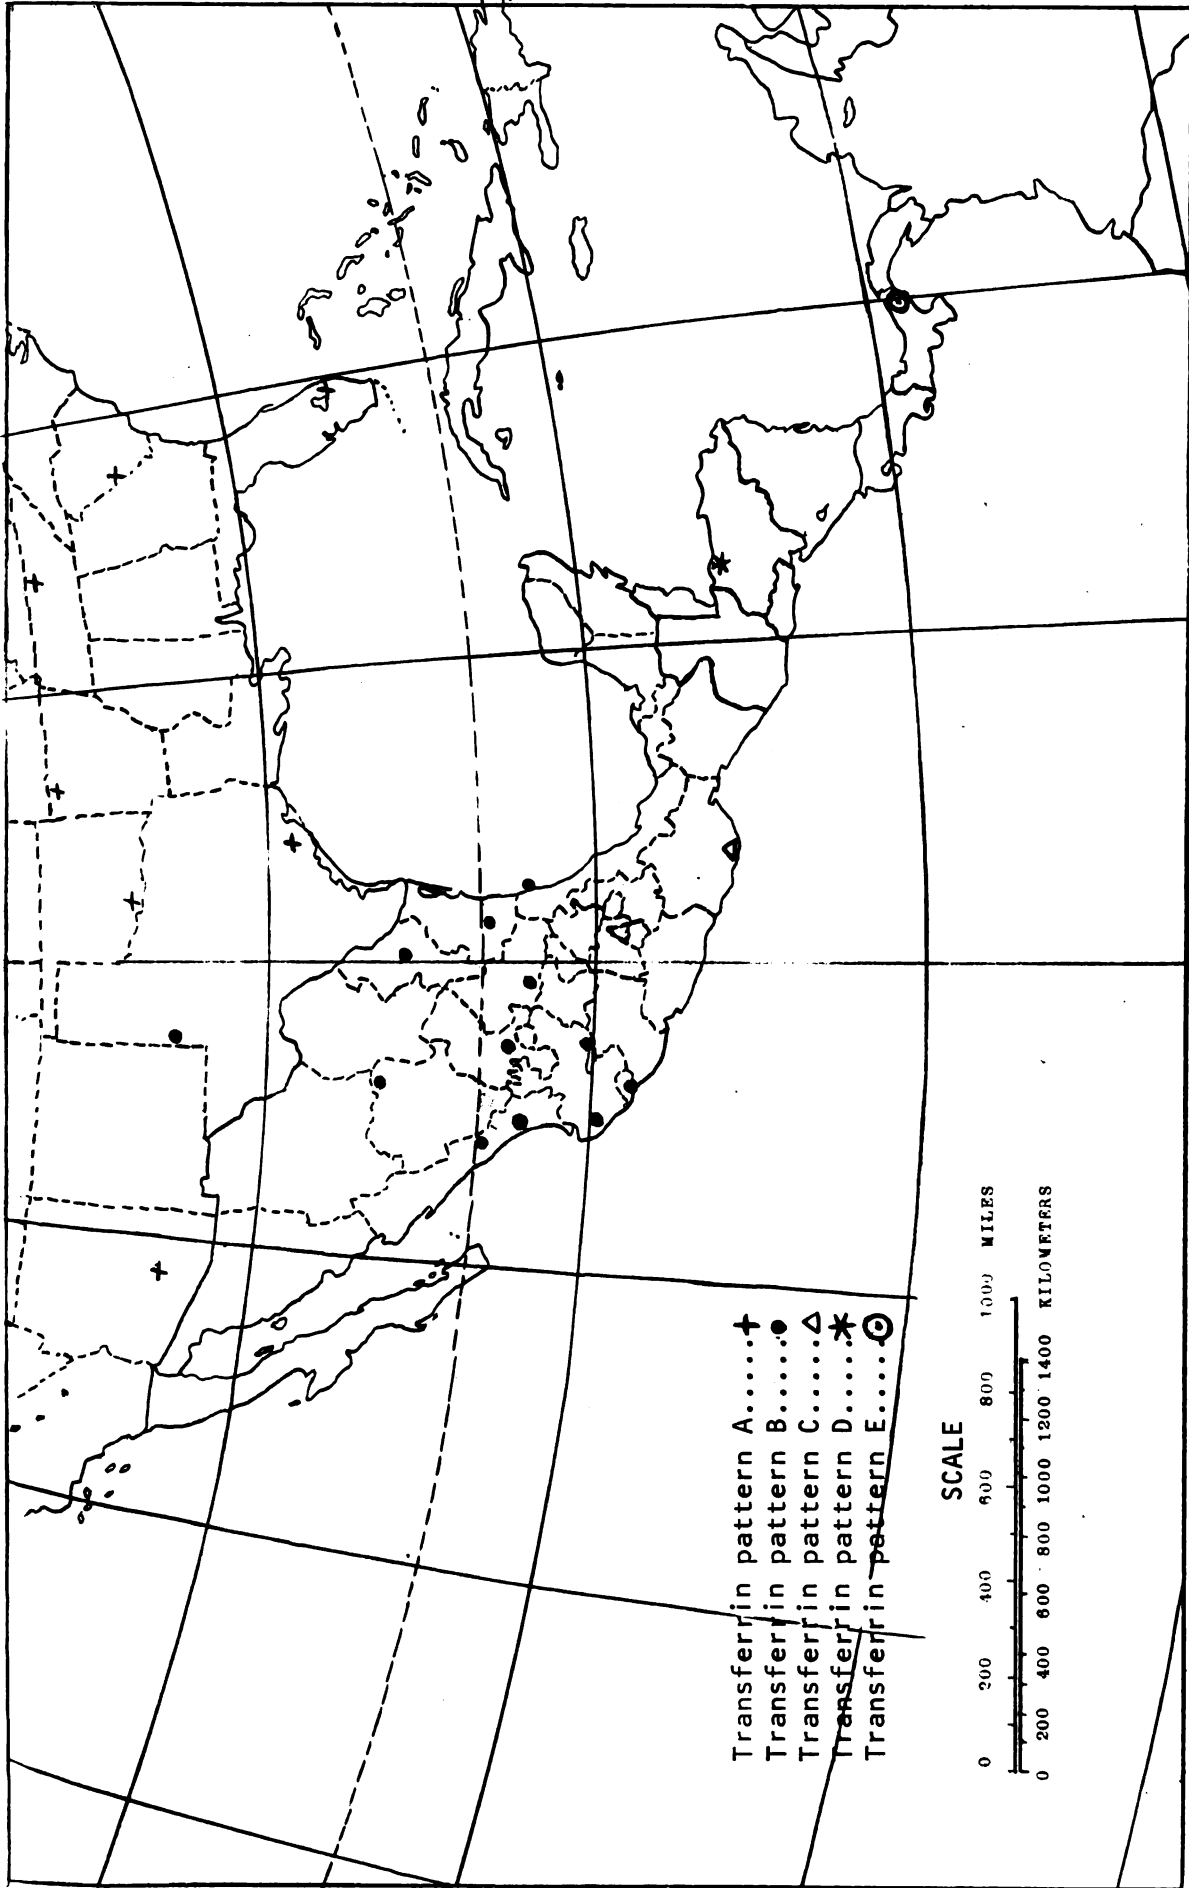 Transferrin pattern A......+
Transferrin pattern B......●
Transferrin pattern C......△
Transferrin pattern D......*
Transferrin pattern E......⊙
SCALE
0 200 400 600 800 1000 MILES
0 200 400 600 800 1000 1200 1400 KILOMETERS